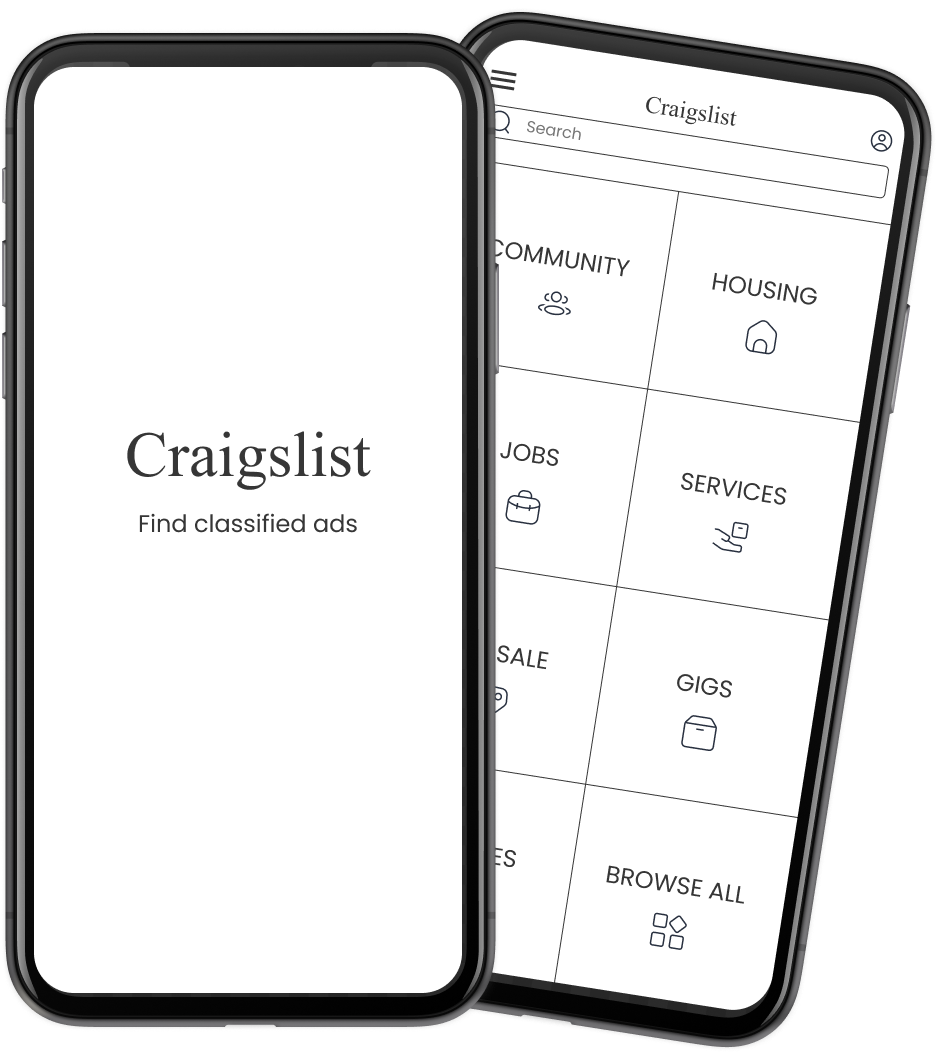 Craigslist
Find classified ads
Craigslist
Search
COMMUNITY
HOUSING
JOBS
SERVICES
SALE
GIGS
ES
BROWSE ALL